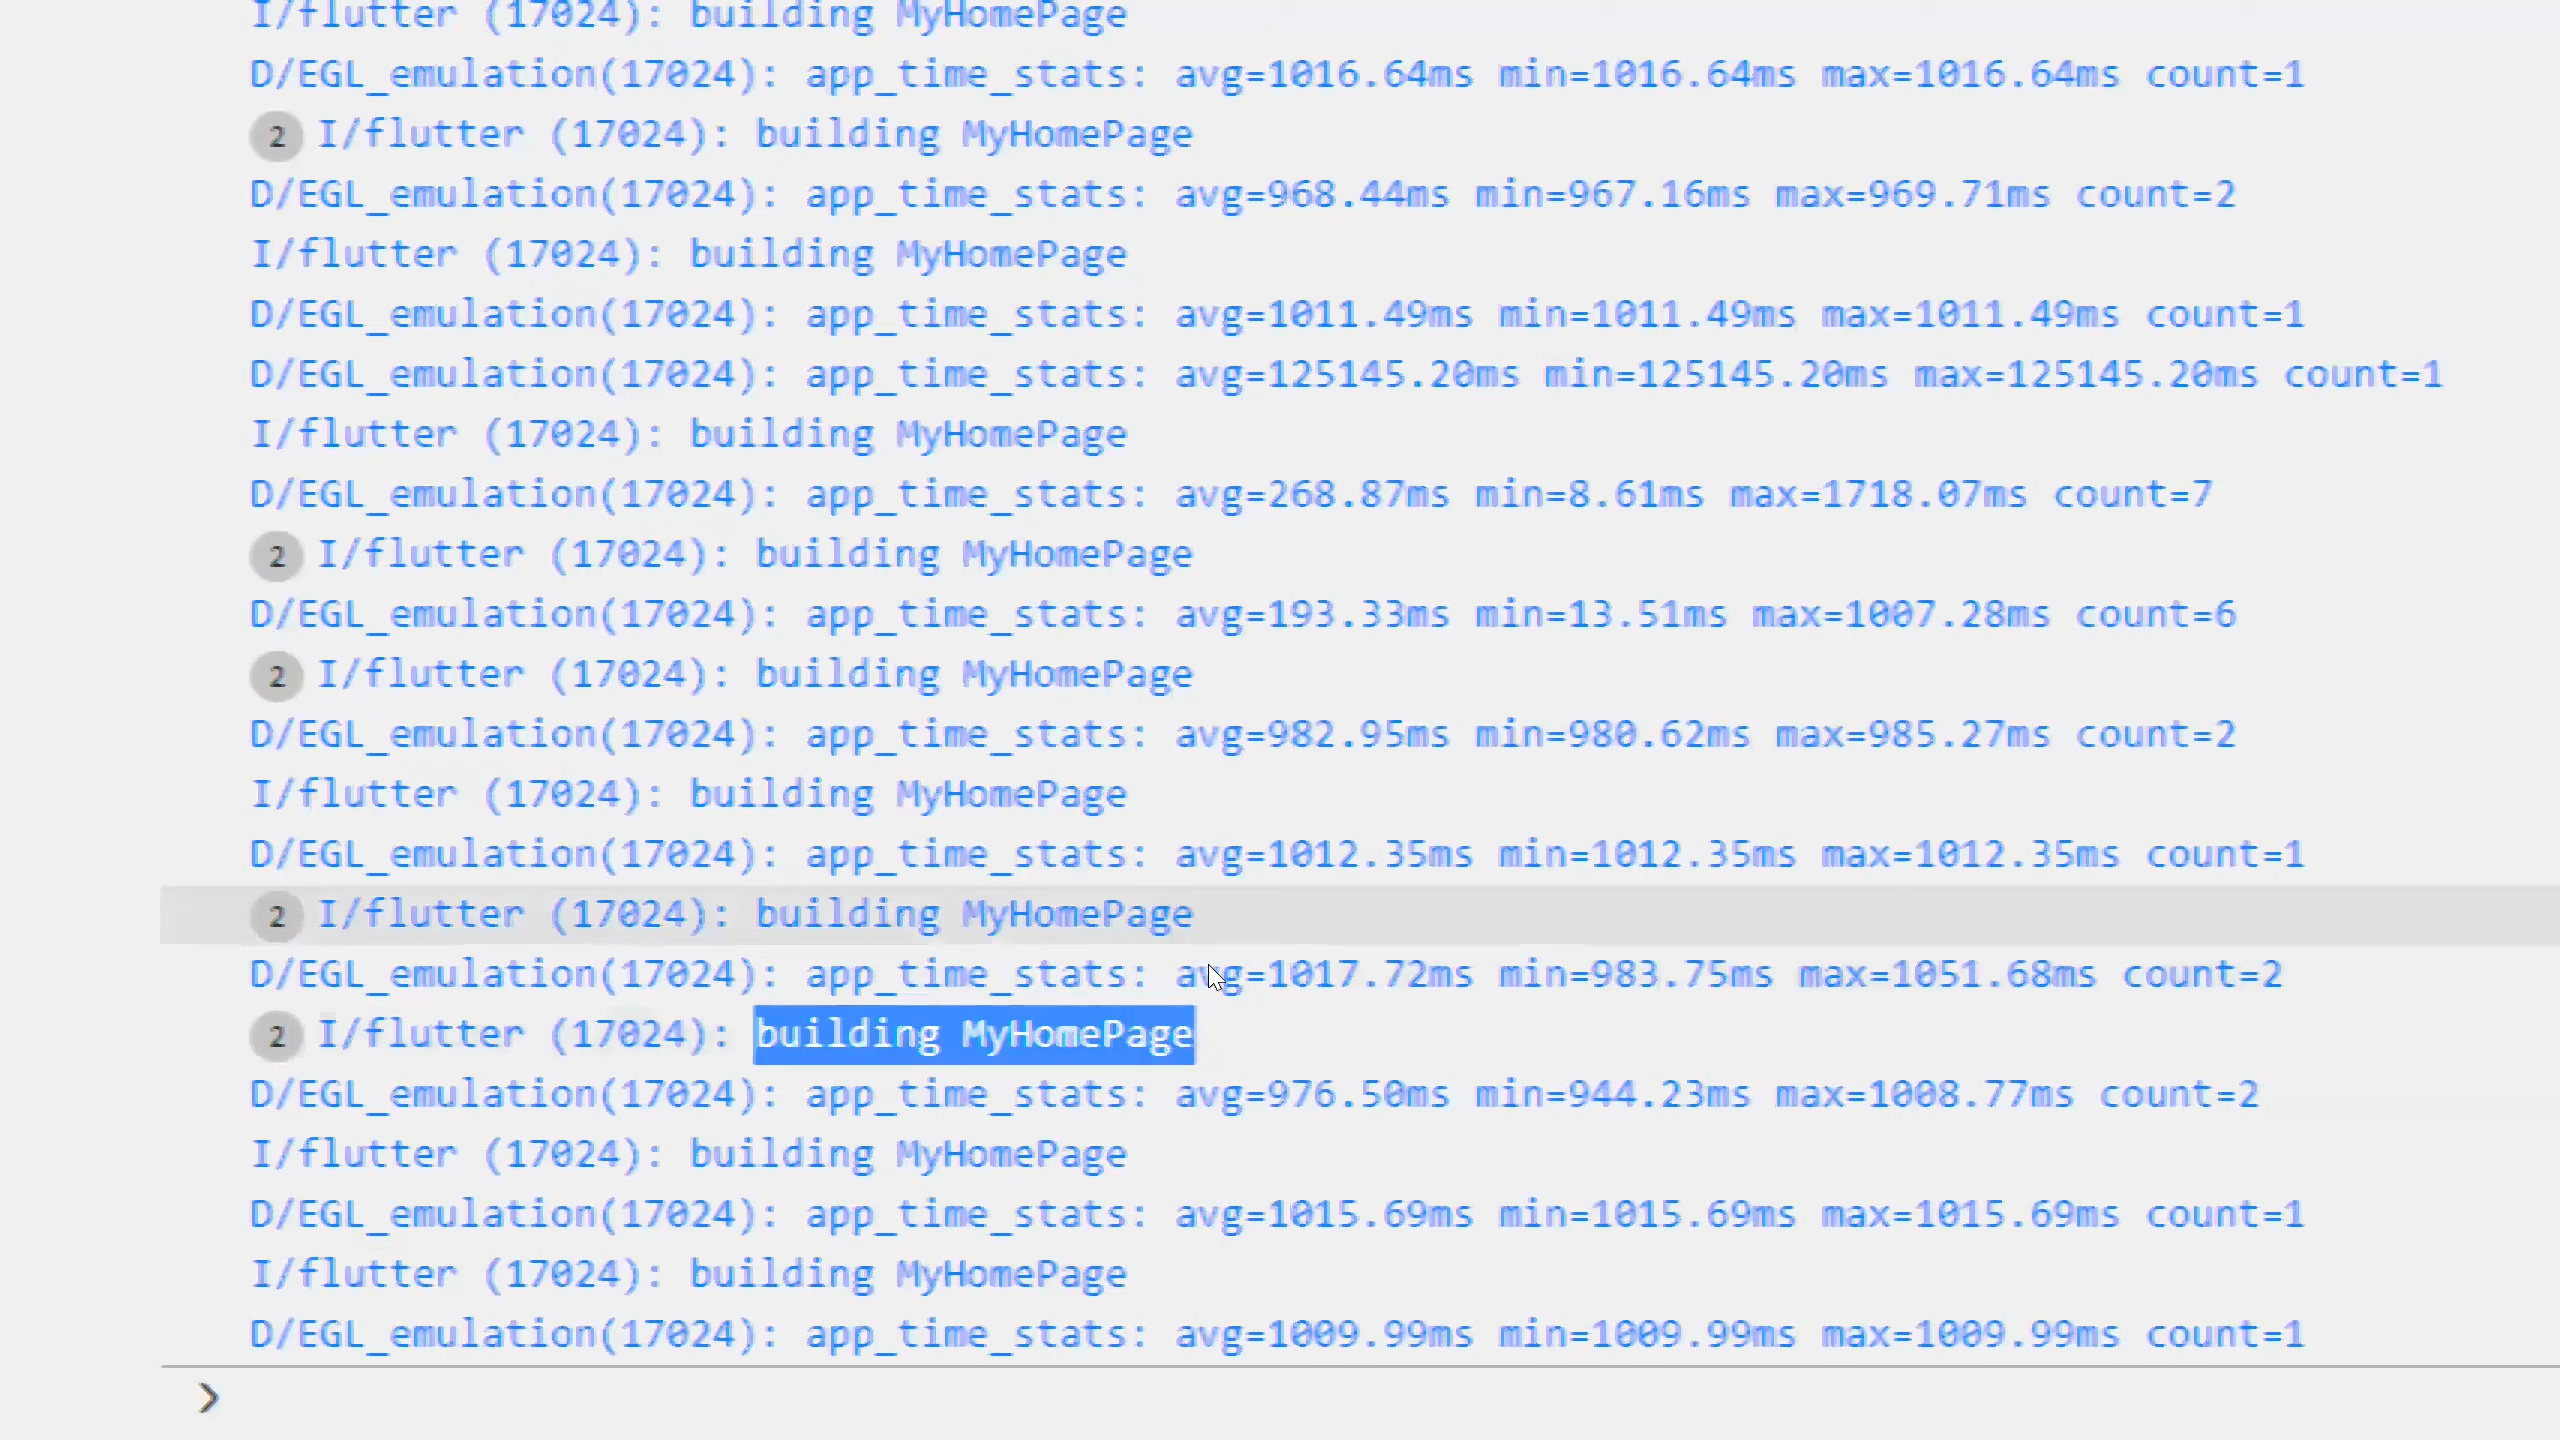 I/flutter (17024): building MyHomePage
D/EGL_emulation(17024): app_time_stats: avg=1016.64ms min=1016.64ms max=1016.64ms count=1
2 I/flutter (17024): building MyHomePage
D/EGL_emulation(17024): app_time_stats: avg=968.44ms min=967.16ms max=969.71ms count=2
I/flutter (17024): building MyHomePage
D/EGL_emulation(17024): app_time_stats: avg=1011.49ms min=1011.49ms max=1011.49ms count=1
D/EGL_emulation(17024): app_time_stats: avg=125145.20ms min=125145.20ms max=125145.20ms count=1
I/flutter (17024): building MyHomePage
D/EGL_emulation(17024): app_time_stats: avg=268.87ms min=8.61ms max=1718.07ms count=7
2 I/flutter (17024): building MyHomePage
D/EGL_emulation(17024): app_time_stats: avg=193.33ms min=13.51ms max=1007.28ms count=6
2 I/flutter (17024): building MyHomePage
D/EGL_emulation(17024): app_time_stats: avg=982.95ms min=980.62ms max=985.27ms count=2
I/flutter (17024): building MyHomePage
D/EGL_emulation(17024): app_time_stats: avg=1012.35ms min=1012.35ms max=1012.35ms count=1
2 I/flutter (17024): building MyHomePage
D/EGL_emulation(17024): app_time_stats: avg=1017.72ms min=983.75ms max=1051.68ms count=2
2 I/flutter (17024): building MyHomePage
D/EGL_emulation(17024): app_time_stats: avg=976.50ms min=944.23ms max=1008.77ms count=2
I/flutter (17024): building MyHomePage
D/EGL_emulation(17024): app_time_stats: avg=1015.69ms min=1015.69ms max=1015.69ms count=1
I/flutter (17024): building MyHomePage
D/EGL_emulation(17024): app_time_stats: avg=1009.99ms min=1009.99ms max=1009.99ms count=1